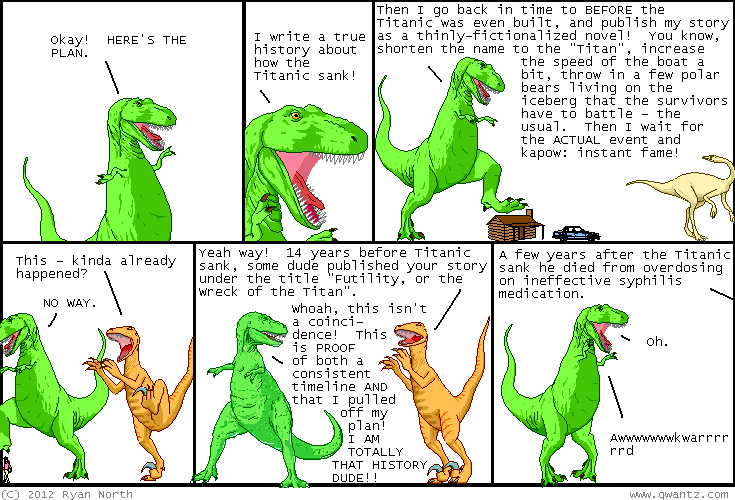 Okay!  HERE'S THE
PLAN.
I write a true
history about
how the
Titanic sank!
Then I go back in time to BEFORE the
Titanic was even built, and publish my story
as a thinly-fictionalized novel!  You know,
shorten the name to the "Titan", increase
the speed of the boat a
bit, throw in a few polar
bears living on the
iceberg that the survivors
have to battle - the
usual.  Then I wait for
the ACTUAL event and
kapow: instant fame!
This - kinda already
happened?
NO WAY.
Yeah way!  14 years before Titanic
sank, some dude published your story
under the title "Futility, or the
Wreck of the Titan".
Whoah, this isn't
a coinci-
dence!  This
is PROOF
of both a
consistent
timeline AND
that I pulled
off my
plan!
I AM
TOTALLY
THAT HISTORY
DUDE!!
A few years after the Titanic
sank he died from overdosing
on ineffective syphilis
medication.
Oh.
Awwwwwwwkwarrrr
rrd
(C) 2012 Ryan North
www.qwantz.com